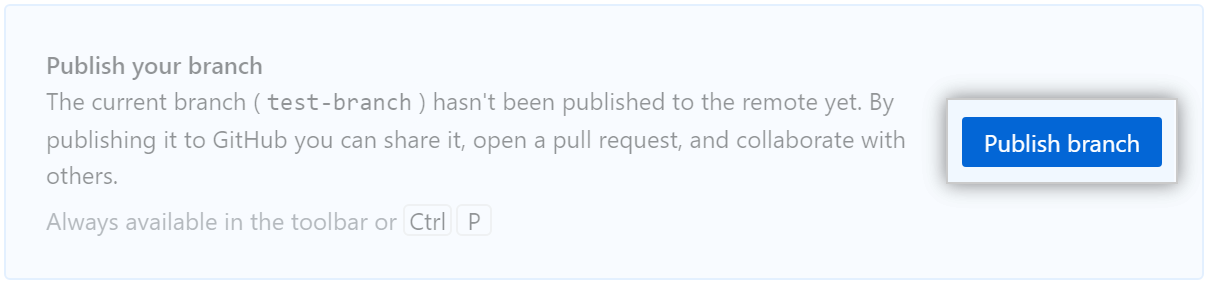 Publish your branch
The current branch ( test-branch ) hasn't been published to the remote yet. By
publishing it to GitHub you can share it, open a pull request, and collaborate with
others.
Always available in the toolbar or Ctrl P
Publish branch